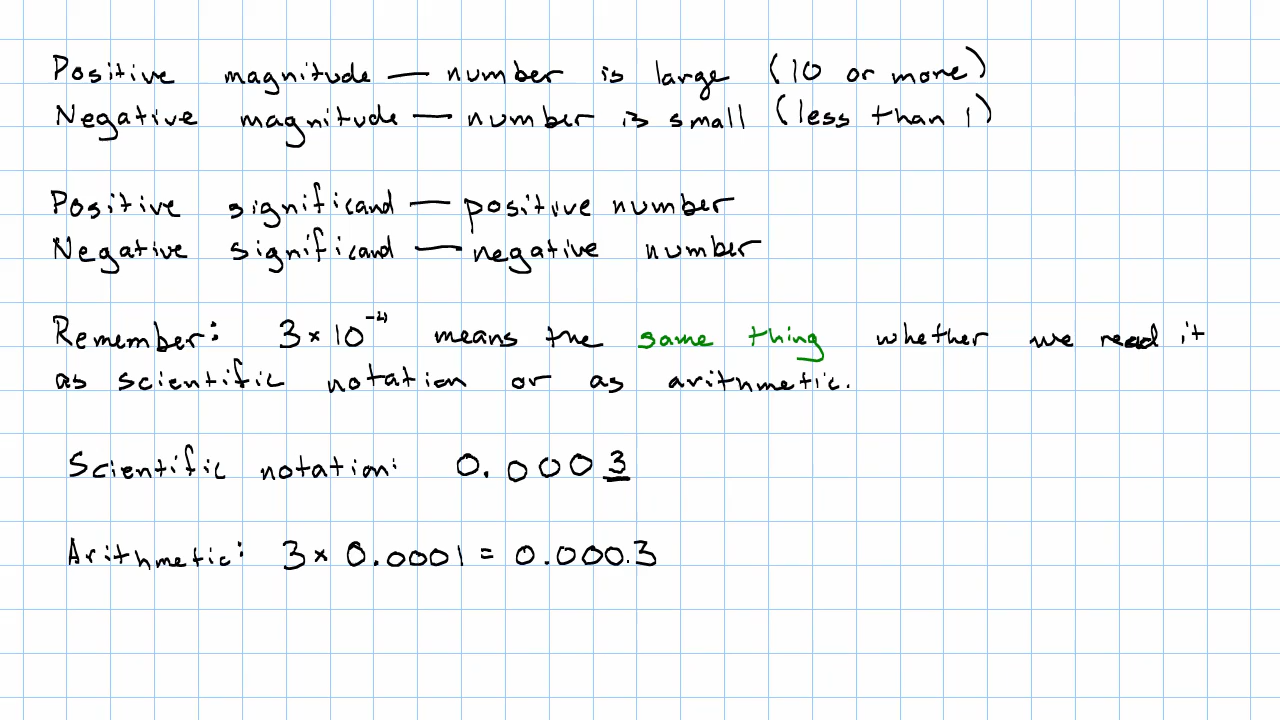 Positive magnitude — number is large (10 or more)
Negative magnitude — number is small (less than 1)
Positive significand — positive number
Negative significand — negative number
Remember: 3 × 10⁻⁴ means the same thing whether we read it
as scientific notation or as arithmetic.
Scientific notation: 0.0003
Arithmetic: 3 × 0.0001 = 0.0003